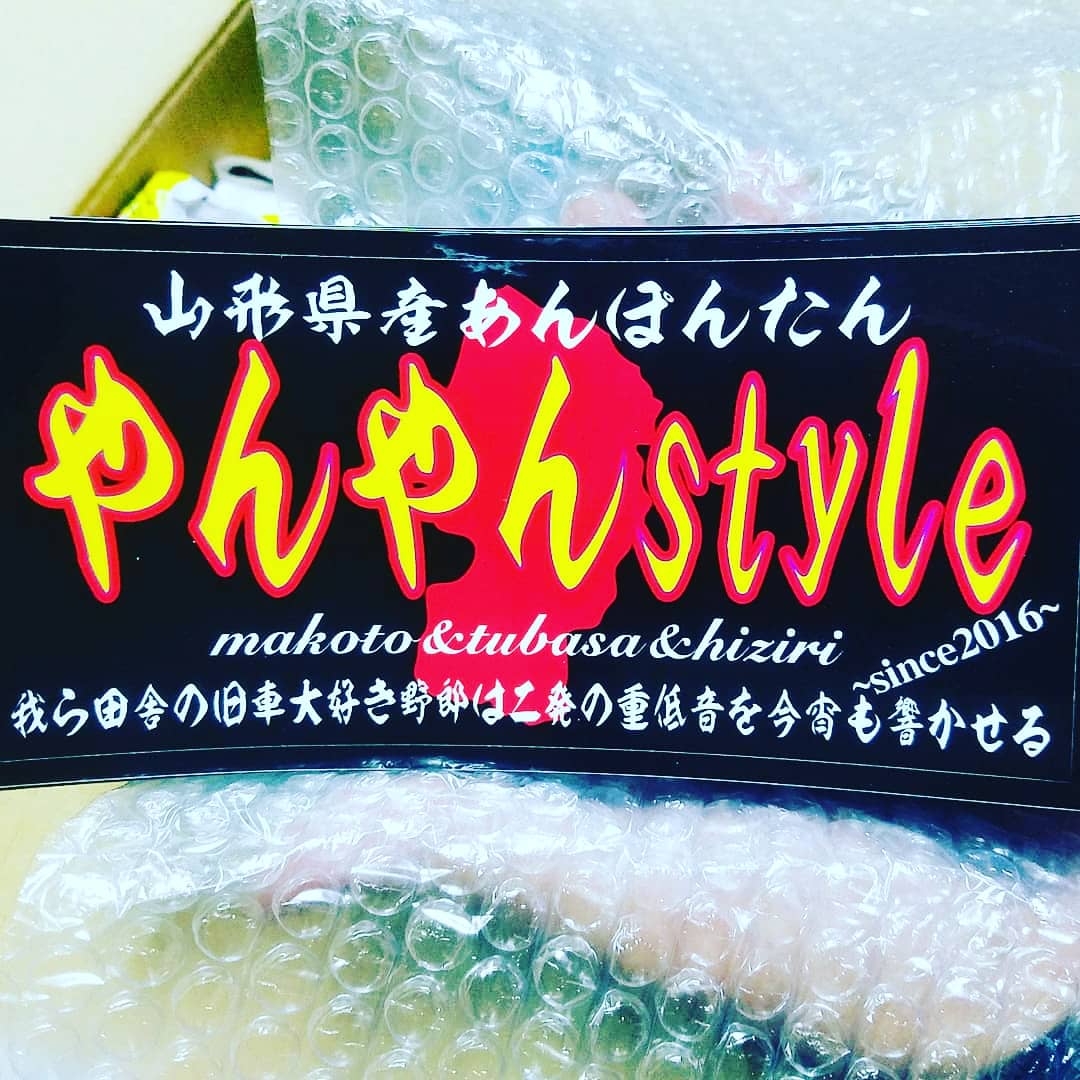 山形県産あんぽんたん
やんやんstyle
makoto&tubasa&hiziri
~since2016~
我ら田舎の旧車大好き野郎は二発の重低音を今宵も響かせる